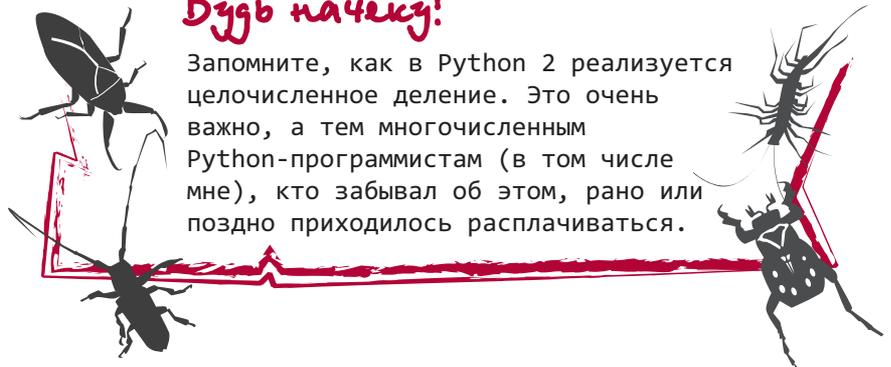 Будь начеку!
Запомните, как в Python 2 реализуется
целочисленное деление. Это очень
важно, а тем многочисленным
Python-программистам (в том числе
мне), кто забывал об этом, рано или
поздно приходилось расплачиваться.